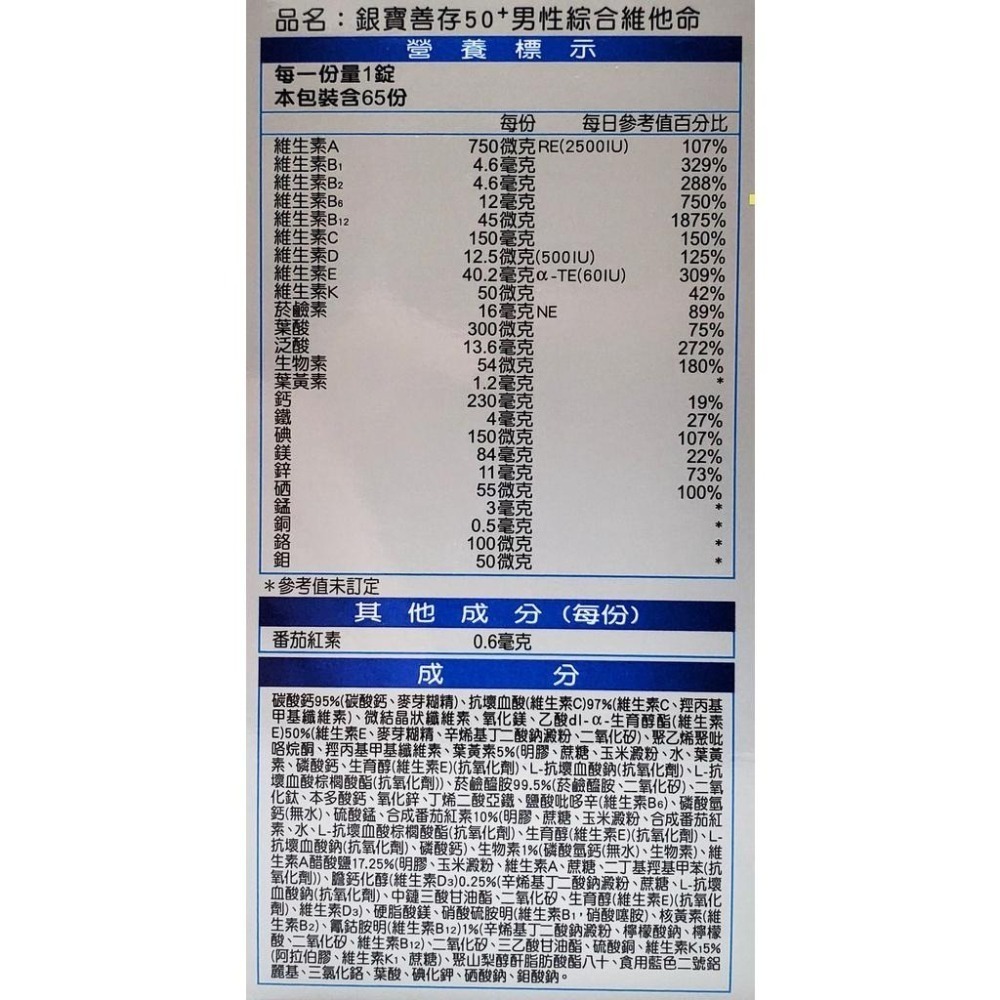 品名：銀寶善存50⁺男性綜合維他命
營養標示
每一份量1錠
本包裝含65份
每份 每日參考值百分比
維生素A 750微克RE(2500IU) 107%
維生素B₁ 4.6毫克 329%
維生素B₂ 4.6毫克 288%
維生素B₆ 12毫克 750%
維生素B₁₂ 45微克 1875%
維生素C 150毫克 150%
維生素D 12.5微克(500IU) 125%
維生素E 40.2毫克α-TE(60IU) 309%
維生素K 50微克 42%
菸鹼素 16毫克NE 89%
葉酸 300微克 75%
泛酸 13.6毫克 272%
生物素 54微克 180%
葉黃素 1.2毫克 *
鈣 230毫克 19%
鐵 4毫克 27%
碘 150微克 107%
鎂 84毫克 22%
鋅 11毫克 73%
硒 55微克 100%
錳 3毫克 *
銅 0.5毫克 *
鉻 100微克 *
鉬 50微克 *
*參考值未訂定
其他成分(每份)
番茄紅素 0.6毫克
成分
碳酸鈣95%(碳酸鈣、麥芽糊精)、抗壞血酸(維生素C)97%(維生素C、羥丙基
甲基纖維素)、微結晶狀纖維素、氧化鎂、乙酸dl-α-生育醇酯(維生素
E)50%(維生素E、麥芽糊精、辛烯基丁二酸鈉澱粉、二氧化矽)、聚乙烯聚吡
咯烷酮、羥丙基甲基纖維素、葉黃素5%(明膠、蔗糖、玉米澱粉、水、葉黃
素、磷酸鈣、生育醇(維生素E)(抗氧化劑)、L-抗壞血酸鈉(抗氧化劑)、L-抗
壞血酸棕櫚酸酯(抗氧化劑))、菸鹼醯胺99.5%(菸鹼醯胺、二氧化矽)、二氧
化鈦、本多酸鈣、氧化鋅、丁烯二酸亞鐵、鹽酸吡哆辛(維生素B₆)、磷酸氫
鈣(無水)、硫酸錳、合成番茄紅素10%(明膠、蔗糖、玉米澱粉、合成番茄紅
素、水、L-抗壞血酸棕櫚酸酯(抗氧化劑)、生育醇(維生素E)(抗氧化劑)、L-
抗壞血酸鈉(抗氧化劑)、磷酸鈣)、生物素1%(磷酸氫鈣(無水)、生物素)、維
生素A醋酸鹽17.25%(明膠、玉米澱粉、維生素A、蔗糖、二丁基羥基甲苯(抗
氧化劑))、膽鈣化醇(維生素D₃)0.25%(辛烯基丁二酸鈉澱粉、蔗糖、L-抗壞
血酸鈉(抗氧化劑)、中鏈三酸甘油酯、二氧化矽、生育醇(維生素E)(抗氧化
劑)、維生素D₃)、硬脂酸鎂、硝酸硫胺明(維生素B₁，硝酸噻胺)、核黃素(維
生素B₂)、氰鈷胺明(維生素B₁₂)1%(辛烯基丁二酸鈉澱粉、檸檬酸鈉、檸檬
酸、二氧化矽、維生素B₁₂)、二氧化矽、三乙酸甘油酯、硫酸銅、維生素K₁5%
(阿拉伯膠、維生素K₁、蔗糖)、聚山梨醇酐脂肪酸酯八十、食用藍色二號鋁
麗基、三氯化鉻、葉酸、碘化鉀、硒酸鈉、鉬酸鈉。